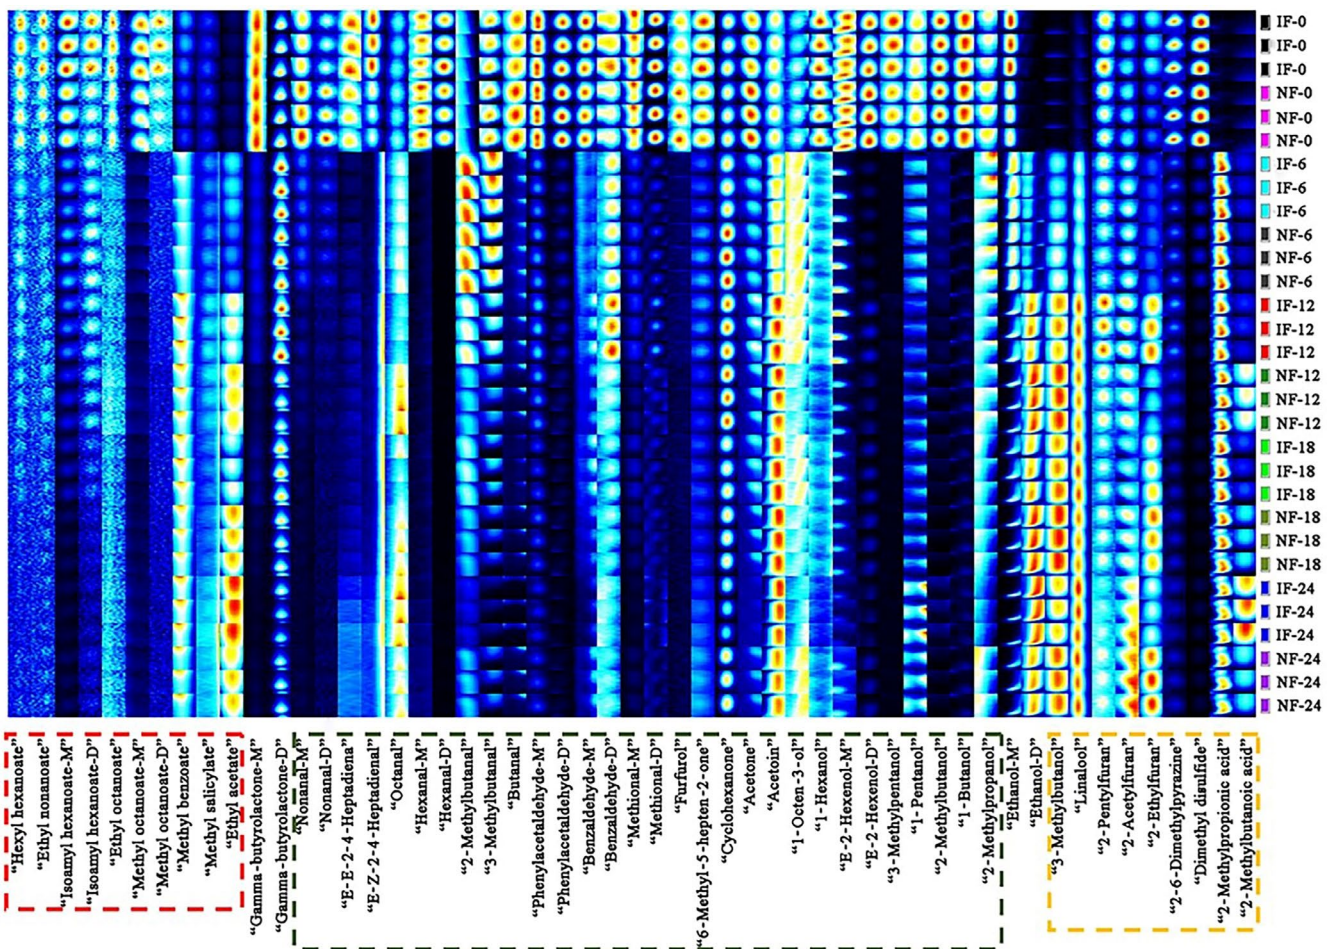 IF-0
IF-0
IF-0
NF-0
NF-0
NF-0
IF-6
IF-6
IF-6
NF-6
NF-6
NF-6
IF-12
IF-12
IF-12
NF-12
NF-12
NF-12
IF-18
IF-18
IF-18
NF-18
NF-18
NF-18
IF-24
IF-24
IF-24
NF-24
NF-24
NF-24
“Hexyl hexanoate”
“Ethyl nonanoate”
“Isoamyl hexanoate-M”
“Isoamyl hexanoate-D”
“Ethyl octanoate”
“Methyl octanoate-M”
“Methyl octanoate-D”
“Methyl benzoate”
“Methyl salicylate”
“Ethyl acetate”
“Gamma-butyrolactone-M”
“Gamma-butyrolactone-D”
“Nonanal-M”
“Nonanal-D”
“E-E-2-4-Heptadiena”
“E-Z-2-4-Heptadienal”
“Octanal”
“Hexanal-M”
“Hexanal-D”
“2-Methylbutanal”
“3-Methylbutanal”
“Butanal”
“Phenylacetaldehyde-M”
“Phenylacetaldehyde-D”
“Benzaldehyde-M”
“Benzaldehyde-D”
“Methional-M”
“Methional-D”
“Furfurol”
“6-Methyl-5-hepten-2-one”
“Cyclohexanone”
“Acetone”
“Acetoin”
“1-Octen-3-ol”
“1-Hexanol”
“E-2-Hexenol-M”
“E-2-Hexenol-D”
“3-Methylpentanol”
“1-Pentanol”
“2-Methylbutanol”
“1-Butanol”
“2-Methylpropanol”
“Ethanol-M”
“Ethanol-D”
“3-Methylbutanol”
“Linalool”
“2-Pentylfuran”
“2-Acetylfuran”
“2-Ethylfuran”
“2-6-Dimethylpyrazine”
“Dimethyl disulfide”
“2-Methylpropionic acid”
“2-Methylbutanoic acid”